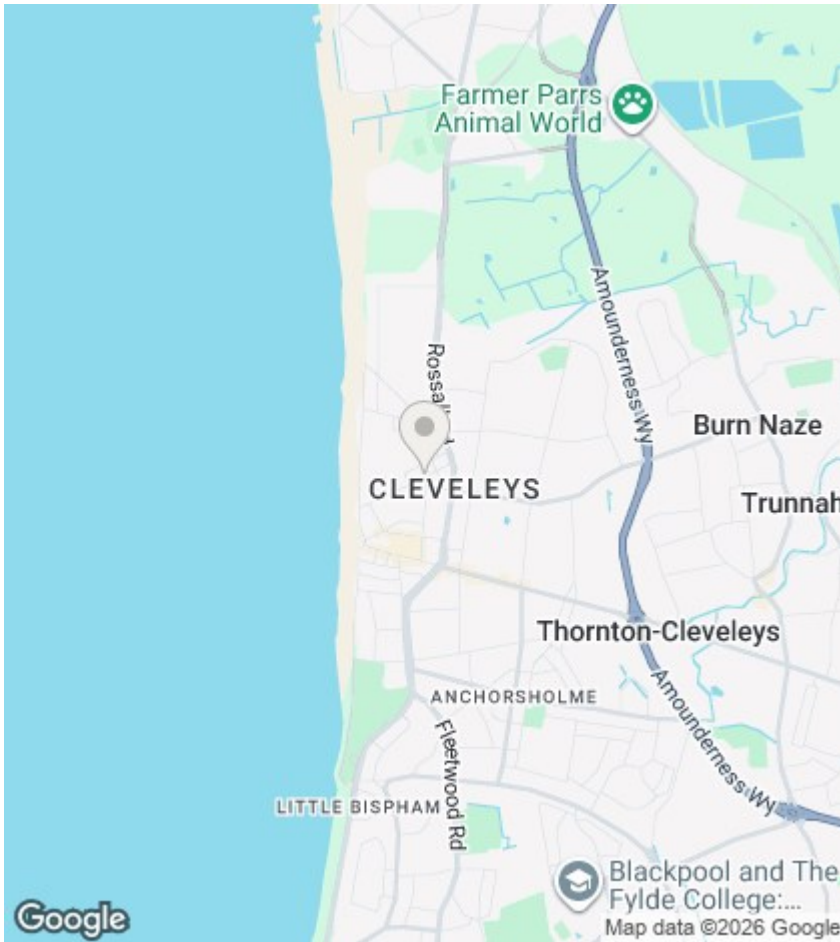 Farmer Parrs
Animal World
Amounderness Wy
Rossall
Burn Naze
CLEVELEYS
Trunnah
Thornton-Cleveleys
ANCHORSHOLME
Amounderness Wy
Fleetwood Rd
LITTLE BISPHAM
Blackpool and The
Fylde College:...
Google
Map data ©2026 Google